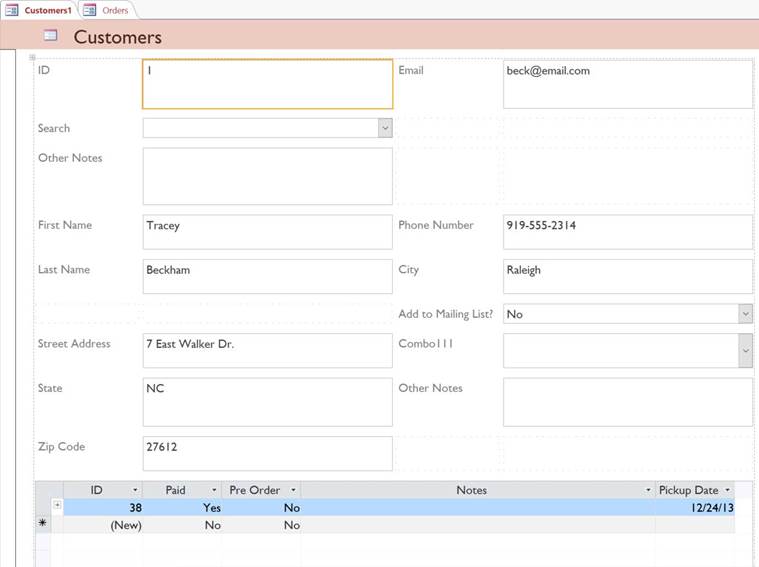 Customers1 Orders
Customers
ID 1 Email beck@email.com
Search
Other Notes
First Name Tracey Phone Number 919-555-2314
Last Name Beckham City Raleigh
Add to Mailing List? No
Street Address 7 East Walker Dr. Combo111
State NC Other Notes
Zip Code 27612
ID Paid Pre Order Notes Pickup Date
38 Yes No 12/24/13
(New) No No